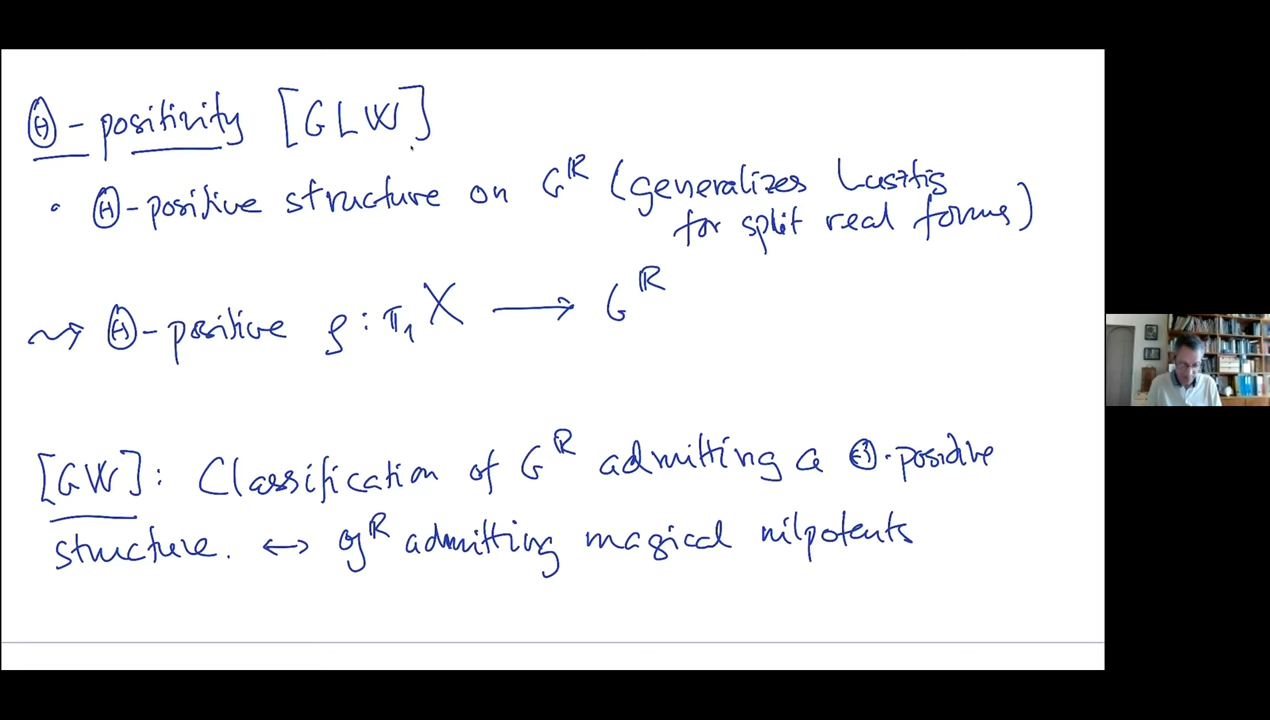 Θ-positivity [GLW]
• Θ-positive structure on G^ℝ (generalizes Lusztig
for split real forms)
⇝ Θ-positive ρ: π₁X ⟶ G^ℝ
[GW]: Classification of G^ℝ admitting a Θ-positive
structure. ↔ 𝔤^ℝ admitting magical nilpotents